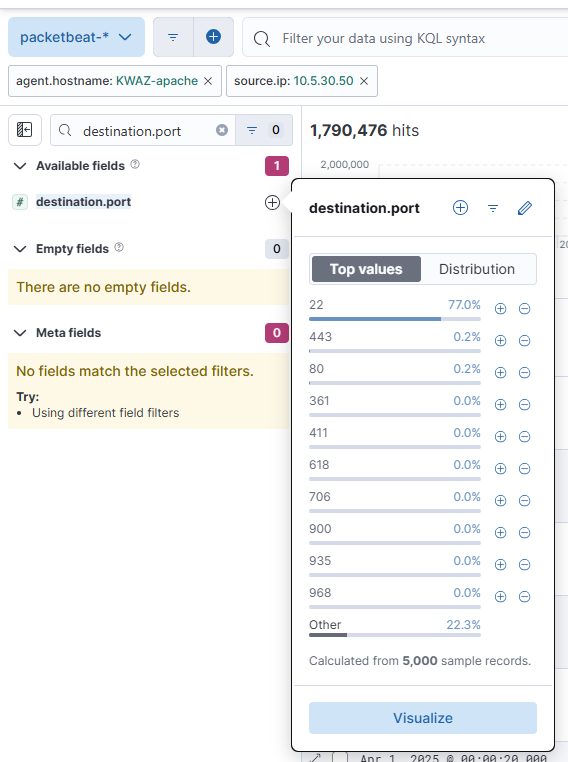 packetbeat-*
Filter your data using KQL syntax
agent.hostname: KWAZ-apache ×
source.ip: 10.5.30.50 ×
destination.port
0
1,790,476 hits
2,000,000
Available fields
1
# destination.port
Empty fields
0
There are no empty fields.
Meta fields
0
No fields match the selected filters.
Try:
• Using different field filters
destination.port
Top values
Distribution
22 77.0%
443 0.2%
80 0.2%
361 0.0%
411 0.0%
618 0.0%
706 0.0%
900 0.0%
935 0.0%
968 0.0%
Other 22.3%
Calculated from 5,000 sample records.
Visualize
Apr 1, 2025 @ 00:00:20.000